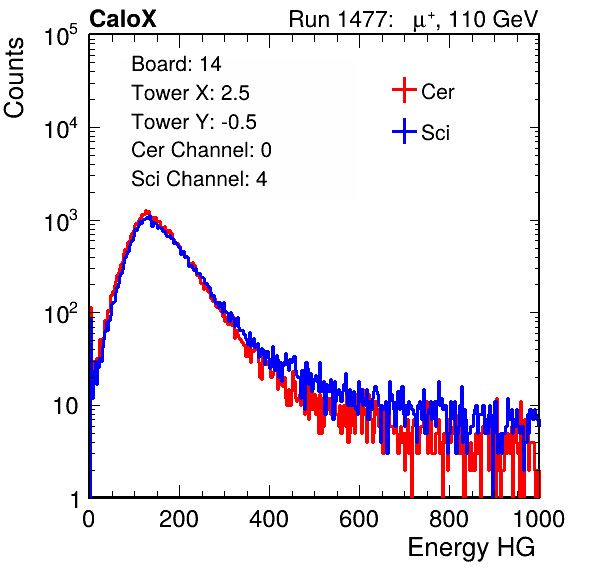 CaloX Run 1477: μ⁺, 110 GeV
Board: 14
Tower X: 2.5
Tower Y: -0.5
Cer Channel: 0
Sci Channel: 4
Cer
Sci
Counts
10⁵
10⁴
10³
10²
10
1
0 200 400 600 800 1000
Energy HG